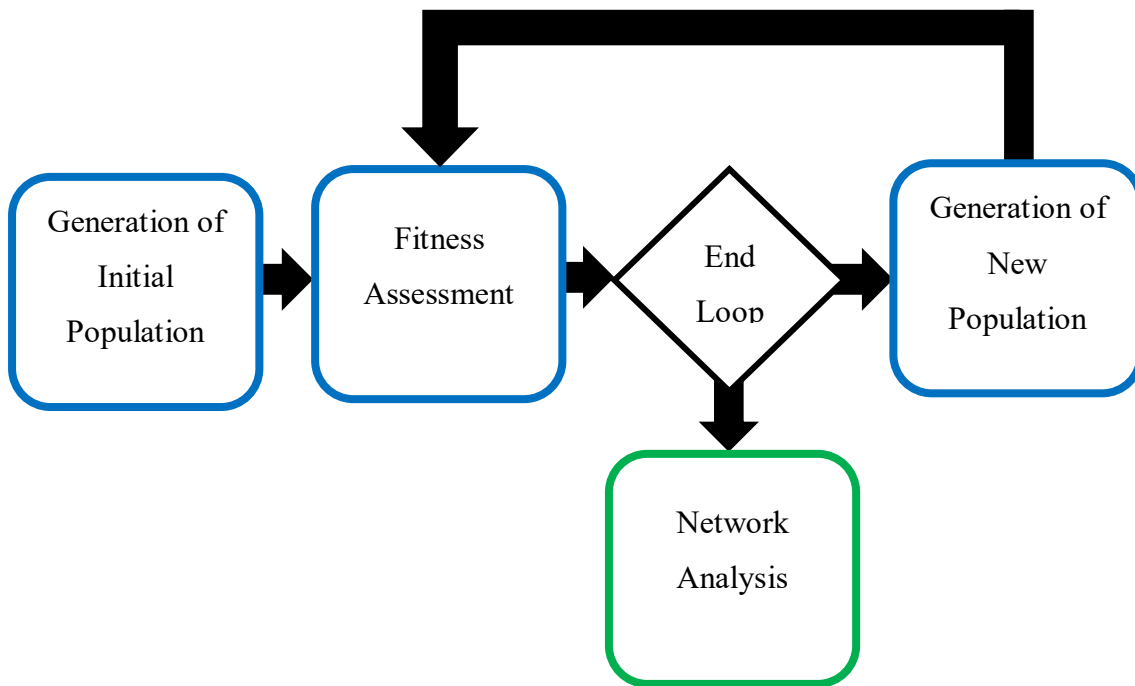 Generation of
Initial
Population
Fitness
Assessment
End
Loop
Generation of
New
Population
Network
Analysis